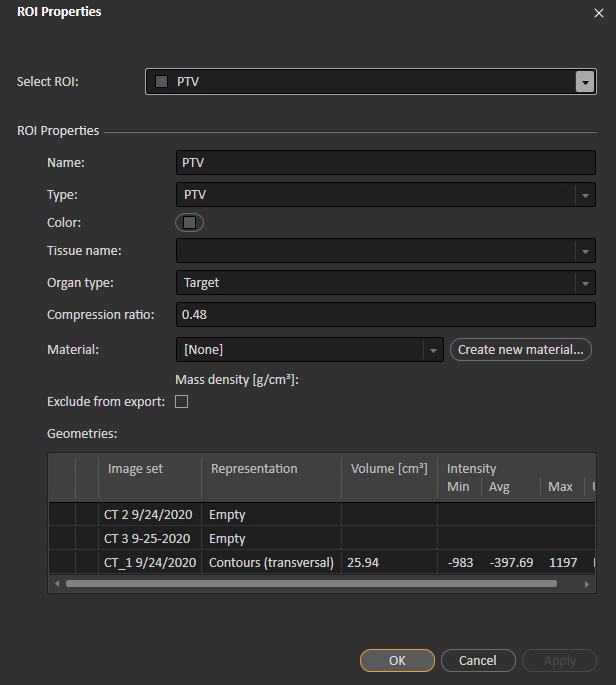 ROI Properties
Select ROI: PTV
ROI Properties
Name: PTV
Type: PTV
Color:
Tissue name:
Organ type: Target
Compression ratio: 0.48
Material: [None] Create new material...
Mass density [g/cm³]:
Exclude from export:
Geometries:
Image set Representation Volume [cm³] Intensity
Min Avg Max
CT 2 9/24/2020 Empty
CT 3 9-25-2020 Empty
CT_1 9/24/2020 Contours (transversal) 25.94 -983 -397.69 1197
OK Cancel Apply